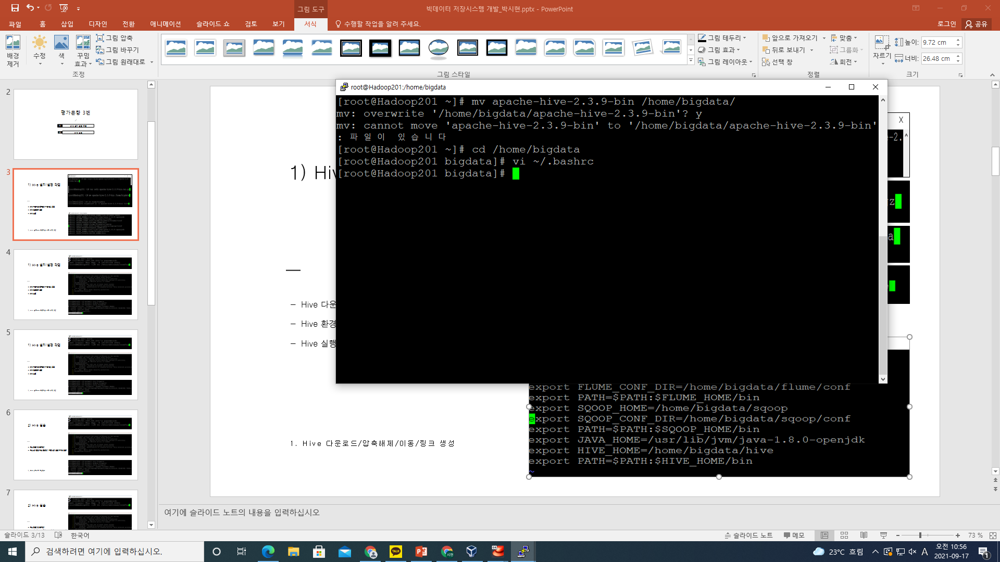 그림 도구
빅데이터 저장시스템 개발_박시현.pptx - PowerPoint
파일
홈
삽입
디자인
전환
애니메이션
슬라이드 쇼
검토
보기
서식
수행할 작업을 알려 주세요.
로그인
공유
배경
제거
수정
색
꾸밈
효과
그림 압축
그림 바꾸기
그림 원래대로
조정
그림 스타일
그림 테두리
그림 효과
그림 레이아웃
앞으로 가져오기
뒤로 보내기
선택 창
맞춤
그룹화
회전
정렬
자르기
높이:
9.72 cm
너비:
26.48 cm
크기
2
평가문항 3번
3
1) Hive 설치/설정 작업
4
1) Hive 설치/설정 작업
5
1) Hive 설치/설정 작업
6
2) Hive 실습
7
2) Hive 실습
root@Hadoop201:/home/bigdata
[root@Hadoop201 ~]# mv apache-hive-2.3.9-bin /home/bigdata/
mv: overwrite '/home/bigdata/apache-hive-2.3.9-bin'? y
mv: cannot move 'apache-hive-2.3.9-bin' to '/home/bigdata/apache-hive-2.3.9-bin'
: 파일이 있습니다
[root@Hadoop201 ~]# cd /home/bigdata
[root@Hadoop201 bigdata]# vi ~/.bashrc
[root@Hadoop201 bigdata]#
X
-2.
z
a
1) Hiv
– Hive 다운
– Hive 환경
– Hive 실행
1. Hive 다운로드/압축해제/이동/링크 생성
export FLUME_CONF_DIR=/home/bigdata/flume/conf
export PATH=$PATH:$FLUME_HOME/bin
export SQOOP_HOME=/home/bigdata/sqoop
export SQOOP_CONF_DIR=/home/bigdata/sqoop/conf
export PATH=$PATH:$SQOOP_HOME/bin
export JAVA_HOME=/usr/lib/jvm/java-1.8.0-openjdk
export HIVE_HOME=/home/bigdata/hive
export PATH=$PATH:$HIVE_HOME/bin
~
여기에 슬라이드 노트의 내용을 입력하십시오
슬라이드 3/13
한국어
슬라이드 노트
메모
73 %
검색하려면 여기에 입력하십시오.
TALK
시현
64
23°C 흐림
A
오전 10:56
2021-09-17
1